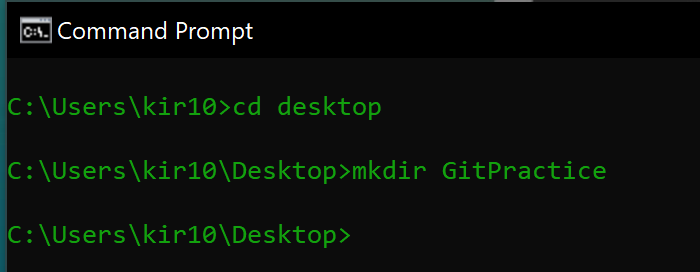 Command Prompt
C:\Users\kir10>cd desktop
C:\Users\kir10\Desktop>mkdir GitPractice
C:\Users\kir10\Desktop>